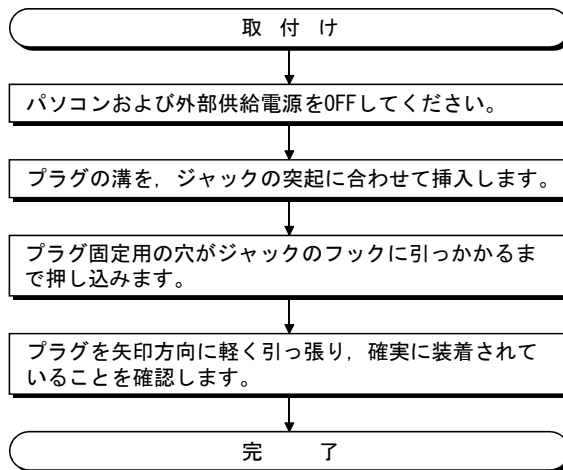 取 付 け
パソコンおよび外部供給電源をOFFしてください。
プラグの溝を，ジャックの突起に合わせて挿入します。
プラグ固定用の穴がジャックのフックに引っかかるま
で押し込みます。
プラグを矢印方向に軽く引っ張り，確実に装着されて
いることを確認します。
完 了